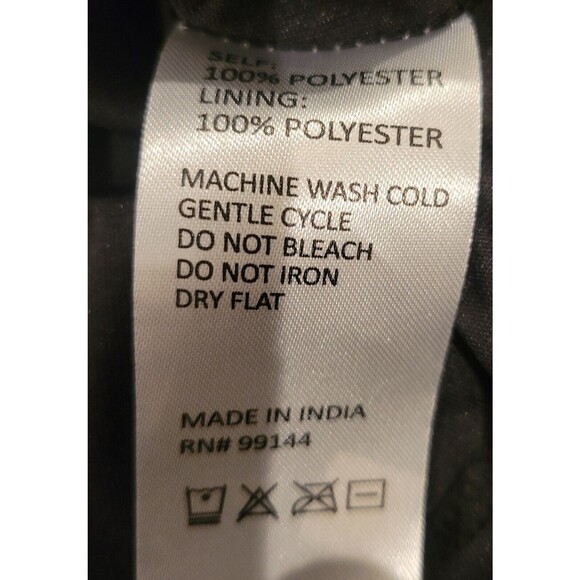 SELF:
100% POLYESTER
LINING:
100% POLYESTER
MACHINE WASH COLD
GENTLE CYCLE
DO NOT BLEACH
DO NOT IRON
DRY FLAT
MADE IN INDIA
RN# 99144